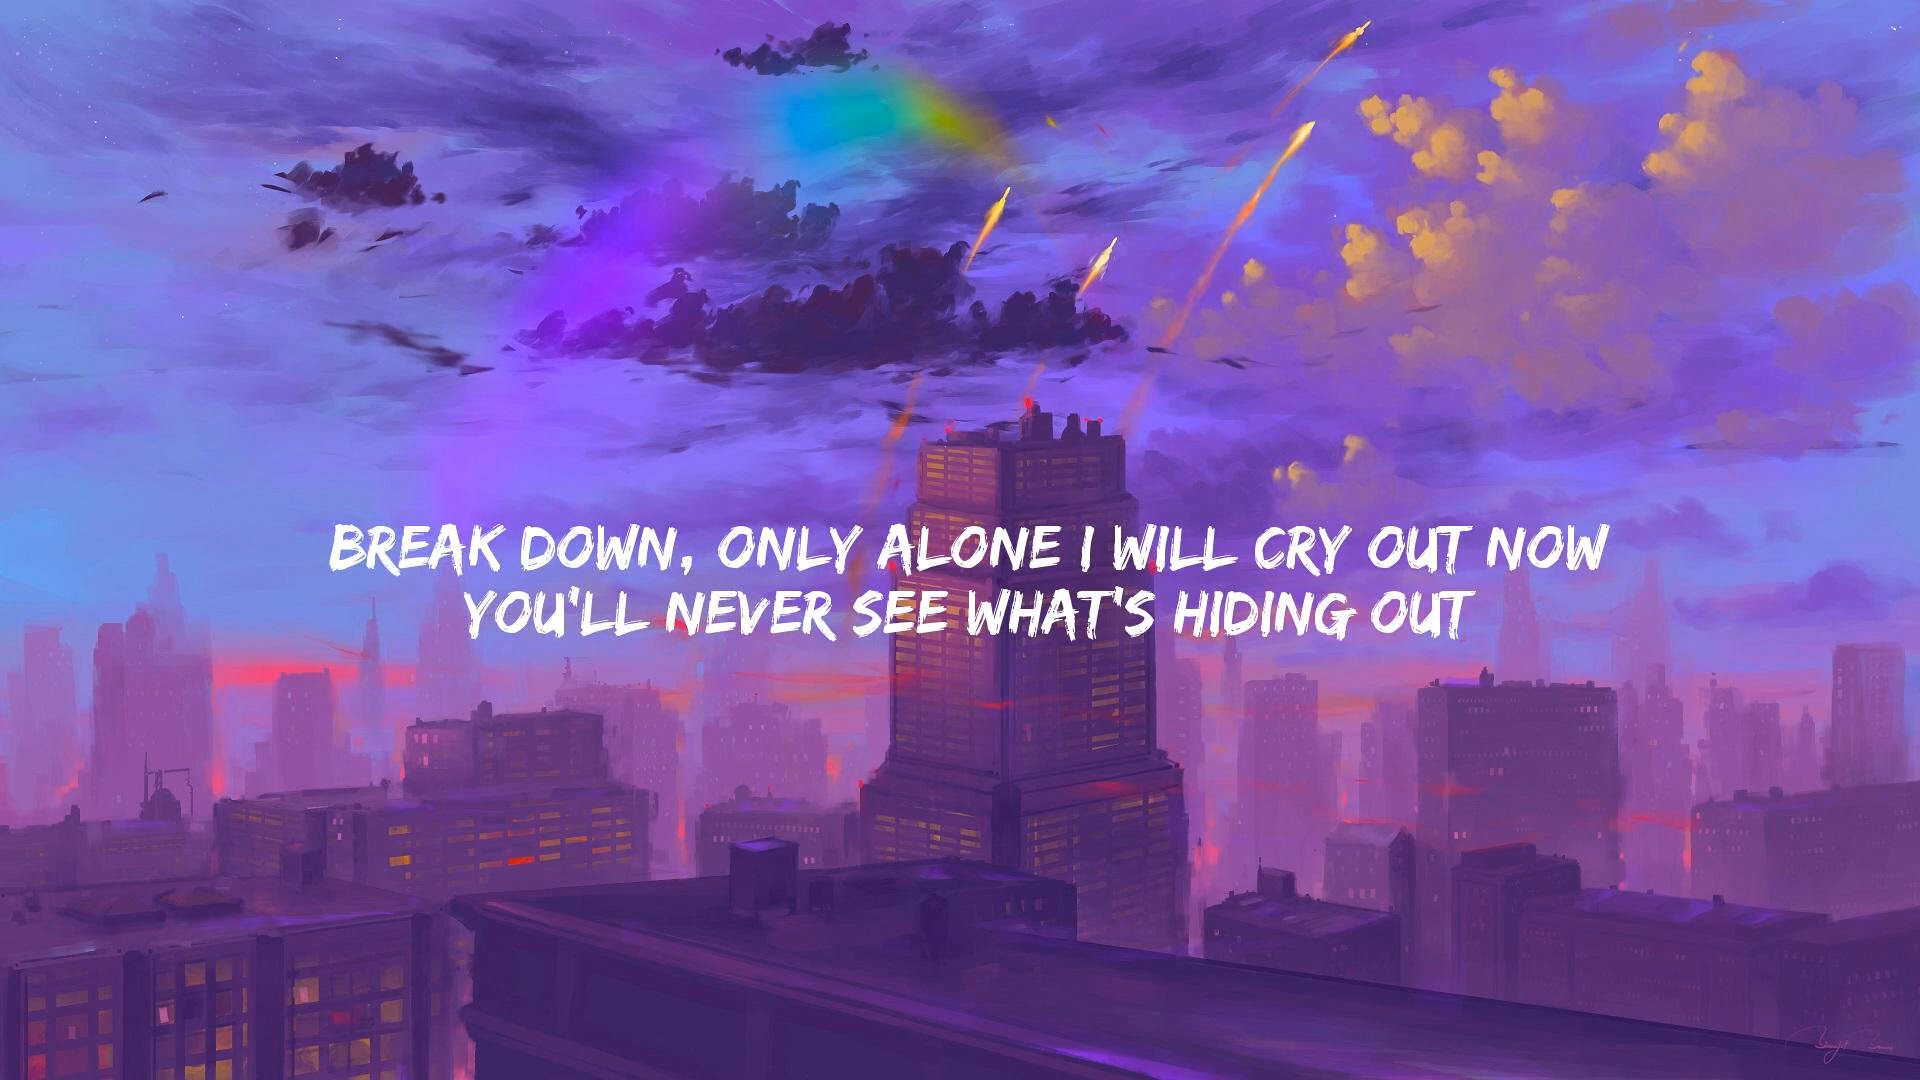 BREAK DOWN, ONLY ALONE I WILL CRY OUT NOW
YOU'LL NEVER SEE WHAT'S HIDING OUT